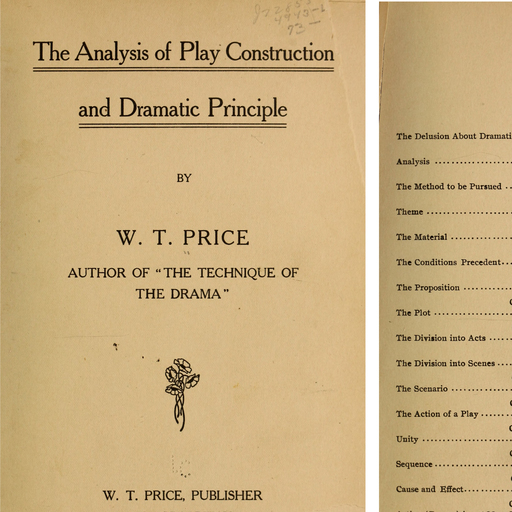 The Analysis of Play Construction
and Dramatic Principle
BY
W. T. PRICE
AUTHOR OF "THE TECHNIQUE OF
THE DRAMA"
W. T. PRICE, PUBLISHER
The Delusion About Dramati
Analysis
The Method to be Pursued
Theme
The Material
The Conditions Precedent
The Proposition
The Plot
The Division into Acts
The Division into Scenes
The Scenario
The Action of a Play
Unity
Sequence
Cause and Effect